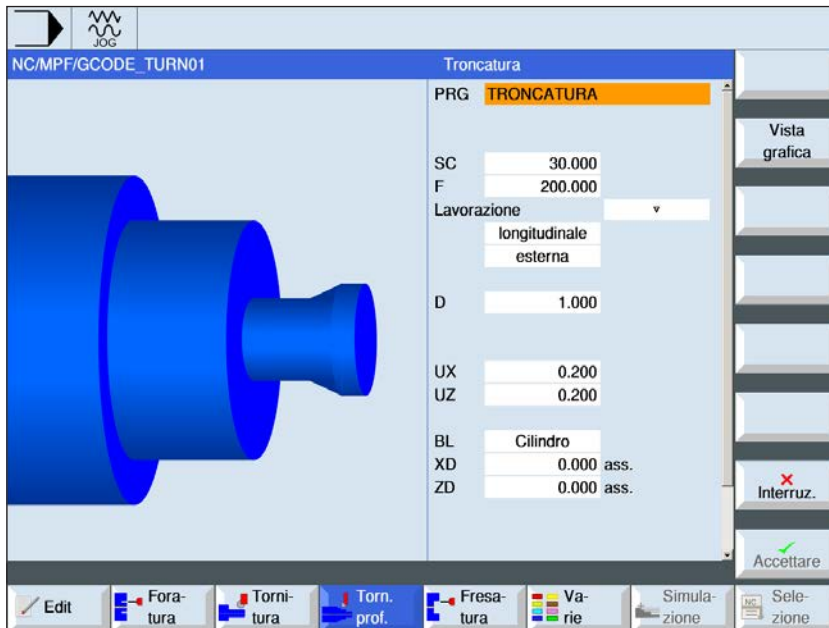 JOG
NC/MPF/GCODE_TURN01
Troncatura
PRG TRONCATURA
SC 30.000
F 200.000
Lavorazione ▿
longitudinale
esterna
D 1.000
UX 0.200
UZ 0.200
BL Cilindro
XD 0.000 ass.
ZD 0.000 ass.
Vista
grafica
Interruz.
Accettare
Edit
Fora-
tura
Torni-
tura
Torn.
prof.
Fresa-
tura
Va-
rie
Simula-
zione
NC
Sele-
zione